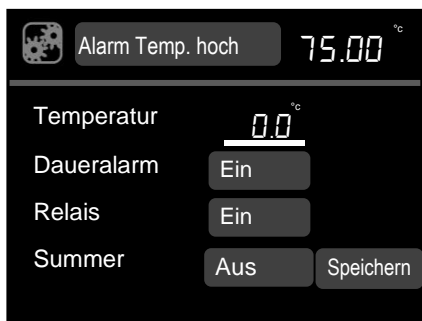 Alarm Temp. hoch 75.00 °c
Temperatur 0.0 °c
Daueralarm Ein
Relais Ein
Summer Aus Speichern